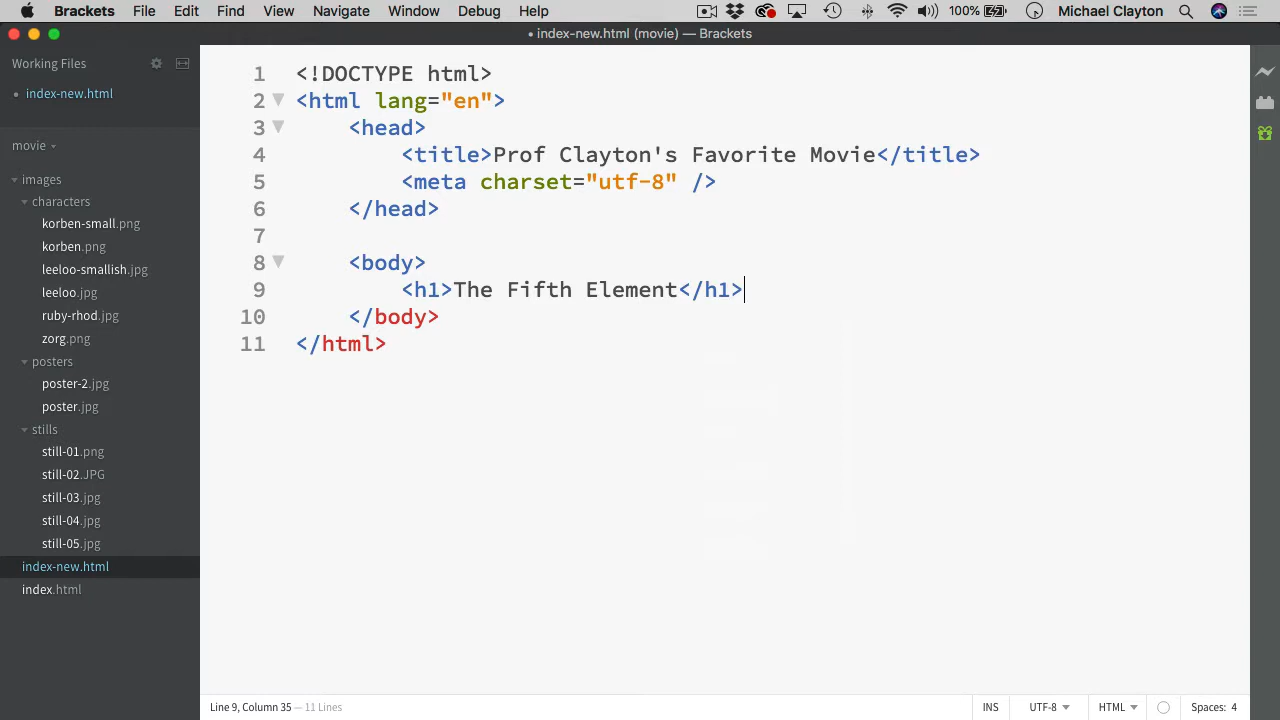 Brackets File Edit Find View Navigate Window Debug Help 100% Michael Clayton
• index-new.html (movie) — Brackets
Working Files
• index-new.html
movie
images
characters
korben-small.png
korben.png
leeloo-smallish.jpg
leeloo.jpg
ruby-rhod.jpg
zorg.png
posters
poster-2.jpg
poster.jpg
stills
still-01.png
still-02.JPG
still-03.jpg
still-04.jpg
still-05.jpg
index-new.html
index.html
1 <!DOCTYPE html>
2 <html lang="en">
3 <head>
4 <title>Prof Clayton's Favorite Movie</title>
5 <meta charset="utf-8" />
6 </head>
7
8 <body>
9 <h1>The Fifth Element</h1>
10 </body>
11 </html>
Line 9, Column 35 — 11 Lines INS UTF-8 HTML Spaces: 4